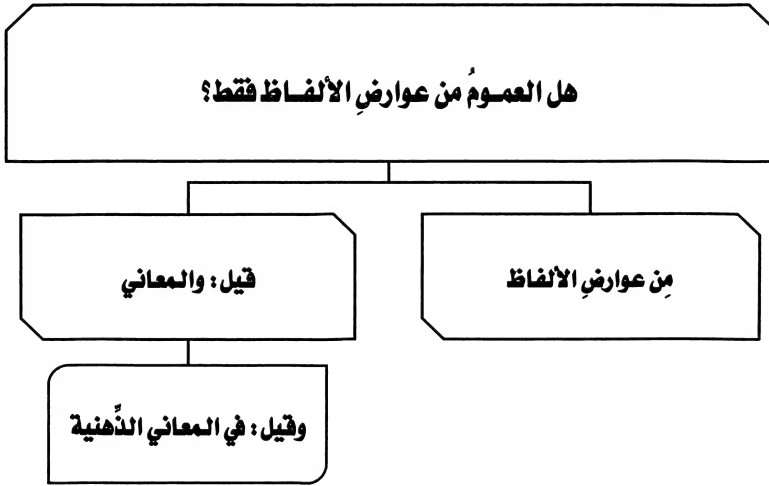 هل العمـومُ من عوارضِ الألفـاظ فقط؟
مِن عوارضِ الألفاظ
قيل: والمعاني
وقيل: في المعاني الذِّهنية